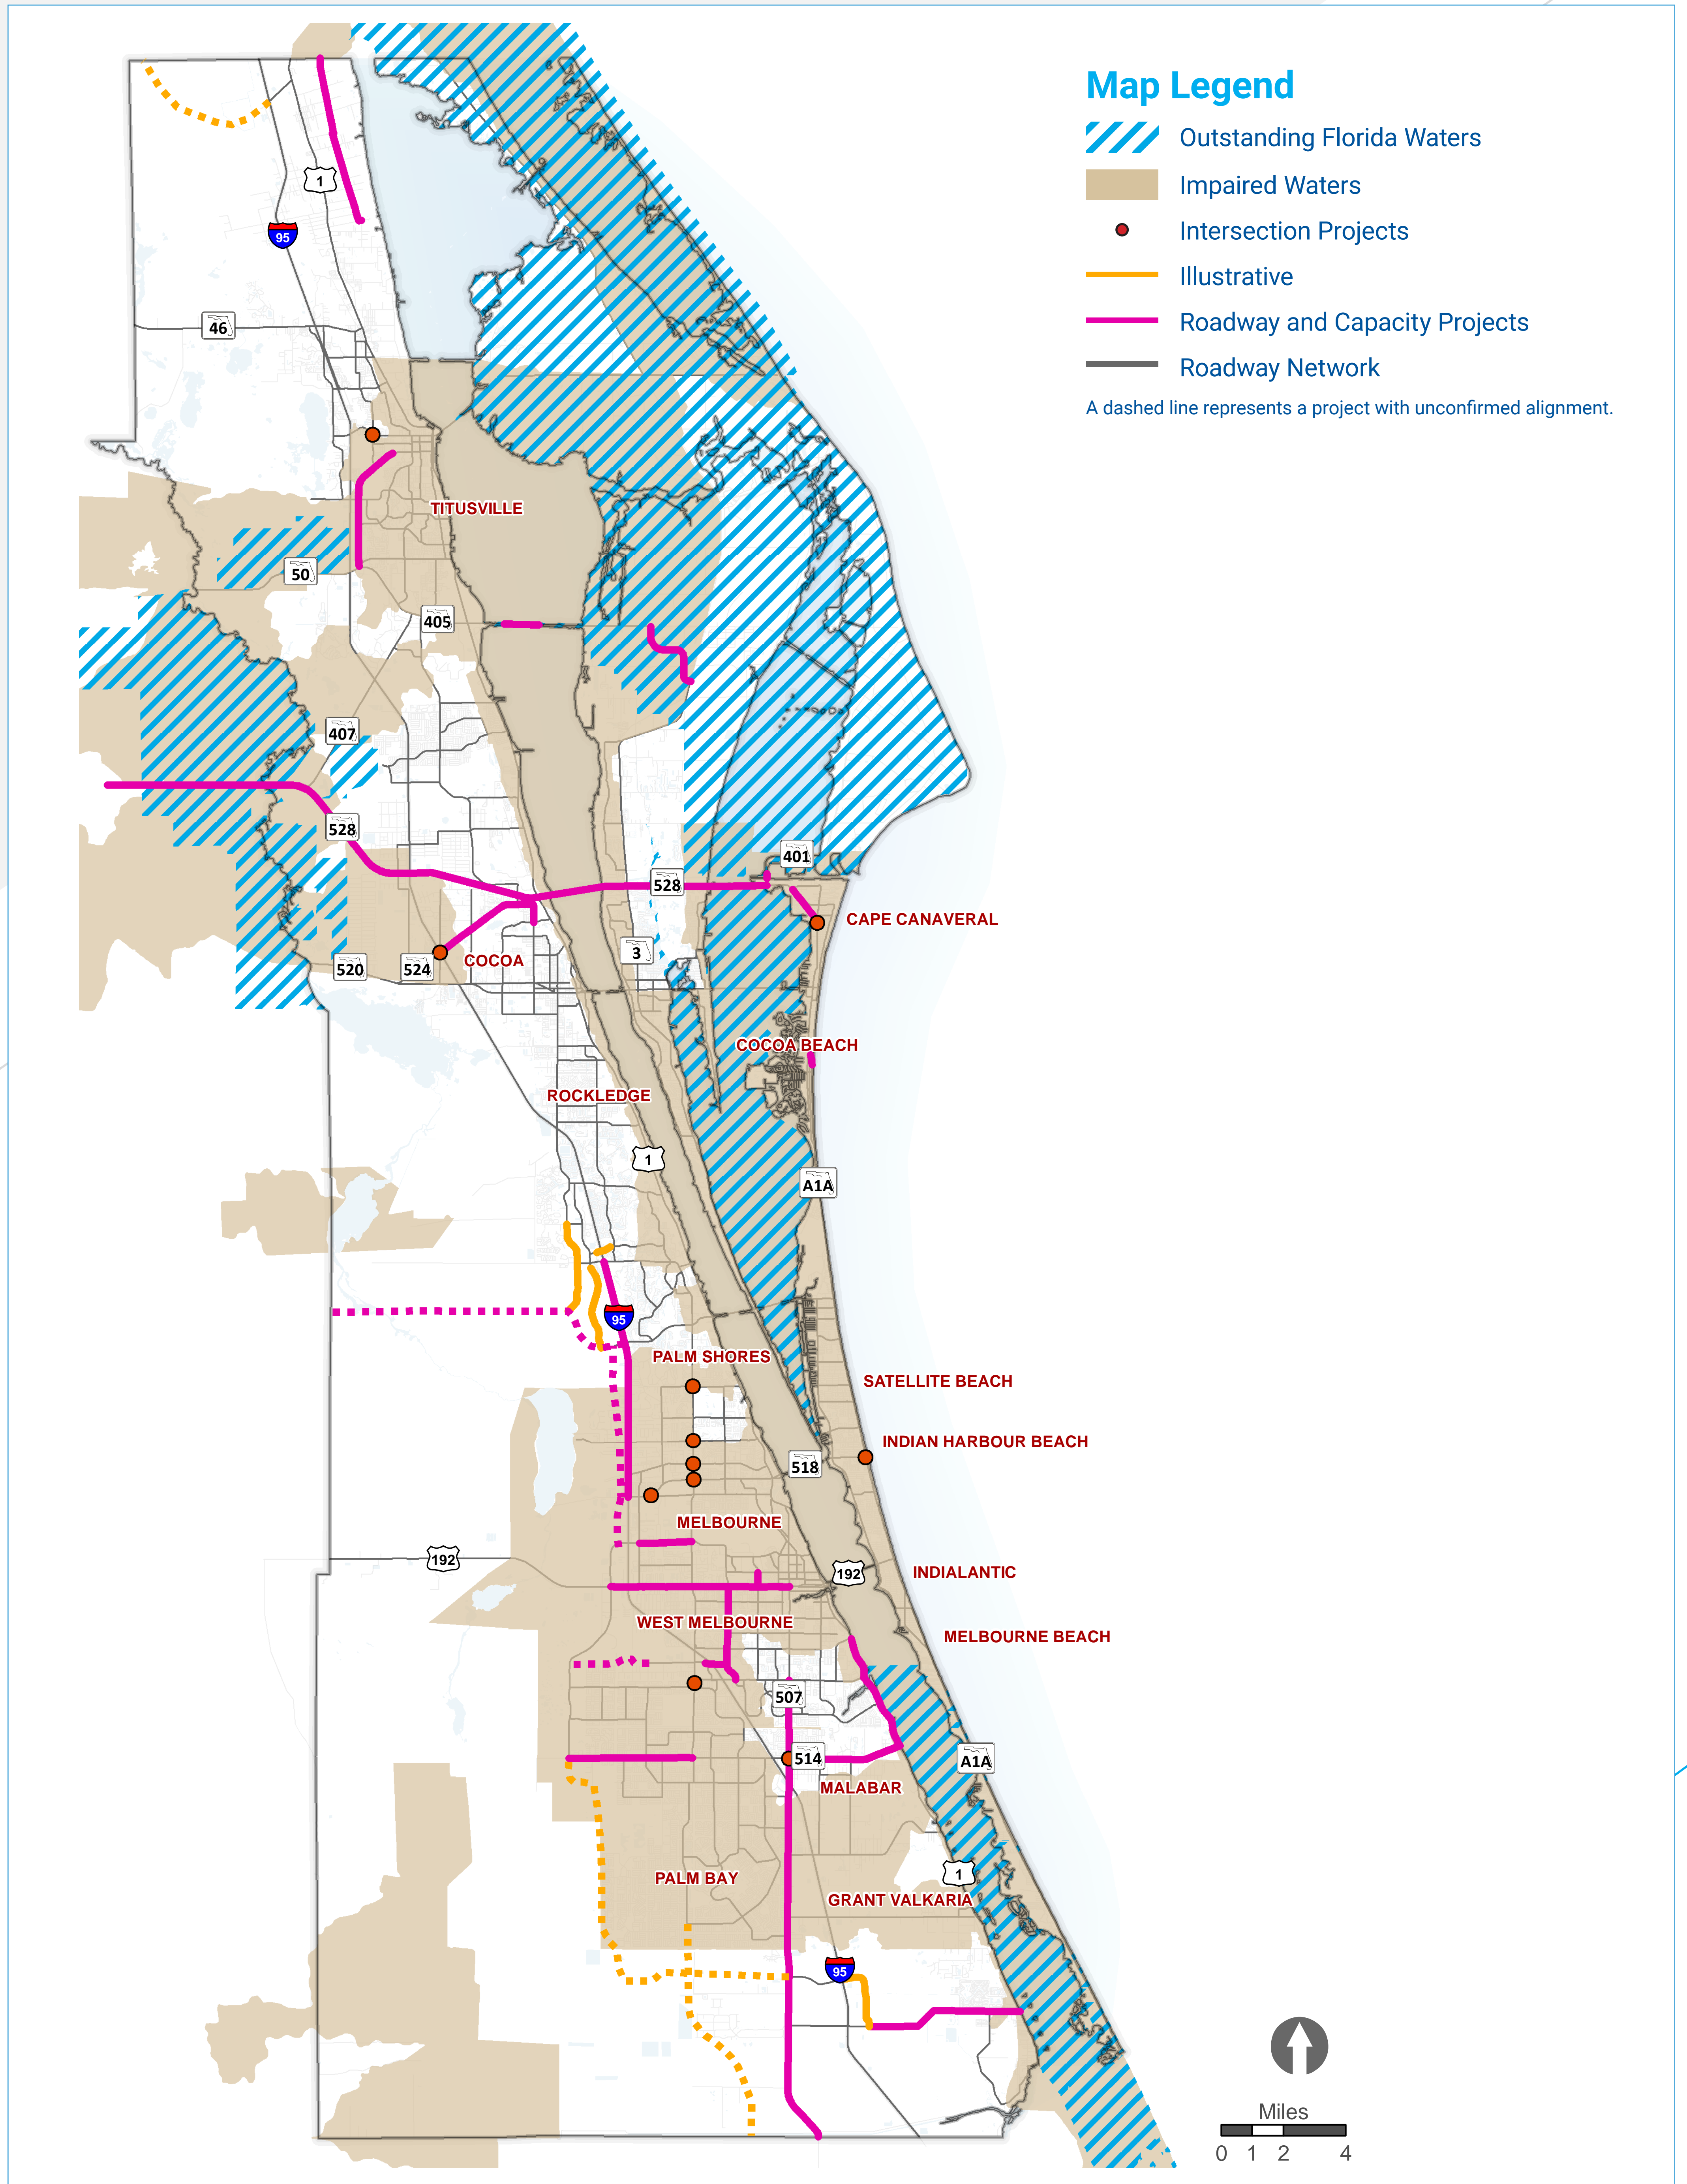 Map Legend
Outstanding Florida Waters
Impaired Waters
Intersection Projects
Illustrative
Roadway and Capacity Projects
Roadway Network
A dashed line represents a project with unconfirmed alignment.
1
95
46
TITUSVILLE
50
405
407
528
401
528
CAPE CANAVERAL
3
520
524
COCOA
COCOA BEACH
ROCKLEDGE
1
A1A
95
PALM SHORES
SATELLITE BEACH
INDIAN HARBOUR BEACH
518
MELBOURNE
192
192
INDIALANTIC
WEST MELBOURNE
MELBOURNE BEACH
507
514
A1A
MALABAR
1
PALM BAY
GRANT VALKARIA
95
Miles
0 1 2 4